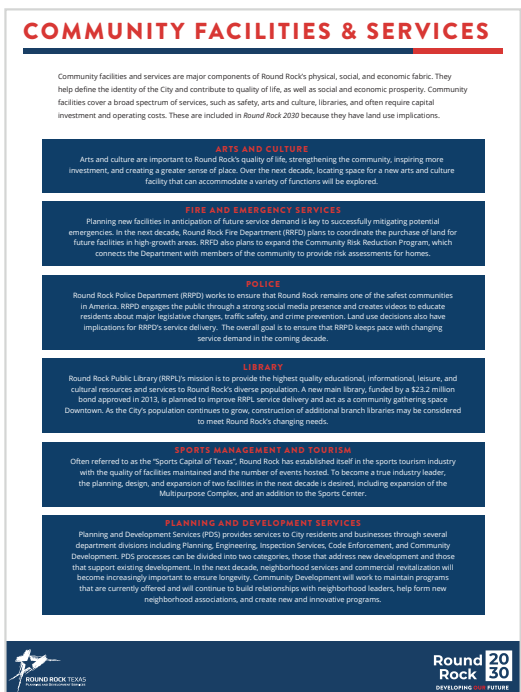 COMMUNITY FACILITIES & SERVICES
Community facilities and services are major components of Round Rock's physical, social, and economic fabric. They
help define the identity of the City and contribute to quality of life, as well as social and economic prosperity. Community
facilities cover a broad spectrum of services, such as safety, arts and culture, libraries, and often require capital
investment and operating costs. These are included in Round Rock 2030 because they have land use implications.
ARTS AND CULTURE
Arts and culture are important to Round Rock's quality of life, strengthening the community, inspiring more
investment, and creating a greater sense of place. Over the next decade, locating space for a new arts and culture
facility that can accommodate a variety of functions will be explored.
FIRE AND EMERGENCY SERVICES
Planning new facilities in anticipation of future service demand is key to successfully mitigating potential
emergencies. In the next decade, Round Rock Fire Department (RRFD) plans to coordinate the purchase of land for
future facilities in high-growth areas. RRFD also plans to expand the Community Risk Reduction Program, which
connects the Department with members of the community to provide risk assessments for homes.
POLICE
Round Rock Police Department (RRPD) works to ensure that Round Rock remains one of the safest communities
in America. RRPD engages the public through a strong social media presence and creates videos to educate
residents about major legislative changes, traffic safety, and crime prevention. Land use decisions also have
implications for RRPD's service delivery. The overall goal is to ensure that RRPD keeps pace with changing
service demand in the coming decade.
LIBRARY
Round Rock Public Library (RRPL)'s mission is to provide the highest quality educational, informational, leisure, and
cultural resources and services to Round Rock's diverse population. A new main library, funded by a $23.2 million
bond approved in 2013, is planned to improve RRPL service delivery and act as a community gathering space
Downtown. As the City's population continues to grow, construction of additional branch libraries may be considered
to meet Round Rock's changing needs.
SPORTS MANAGEMENT AND TOURISM
Often referred to as the "Sports Capital of Texas", Round Rock has established itself in the sports tourism industry
with the quality of facilities maintained and the number of events hosted. To become a true industry leader,
the planning, design, and expansion of two facilities in the next decade is desired, including expansion of the
Multipurpose Complex, and an addition to the Sports Center.
PLANNING AND DEVELOPMENT SERVICES
Planning and Development Services (PDS) provides services to City residents and businesses through several
department divisions including Planning, Engineering, Inspection Services, Code Enforcement, and Community
Development. PDS processes can be divided into two categories, those that address new development and those
that support existing development. In the next decade, neighborhood services and commercial revitalization will
become increasingly important to ensure longevity. Community Development will work to maintain programs
that are currently offered and will continue to build relationships with neighborhood leaders, help form new
neighborhood associations, and create new and innovative programs.
ROUND ROCK TEXAS
PLANNING AND DEVELOPMENT SERVICES
Round 20
Rock 30
DEVELOPING OUR FUTURE